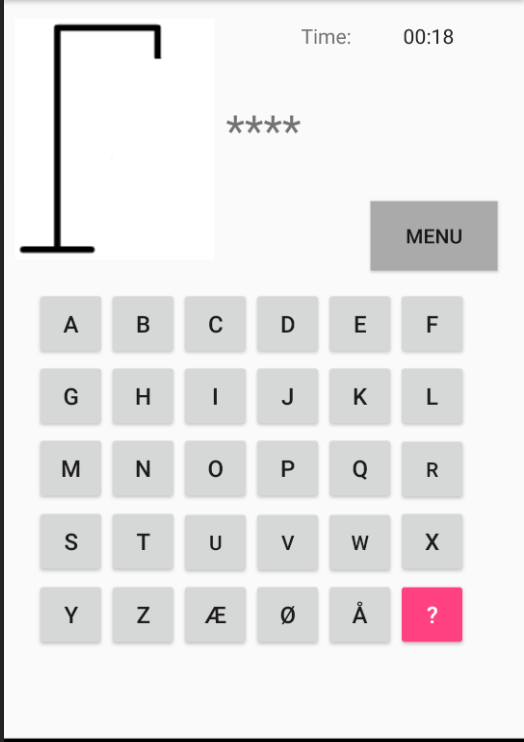 Time: 00:18
****
MENU
A B C D E F
G H I J K L
M N O P Q R
S T U V W X
Y Z Æ Ø Å ?